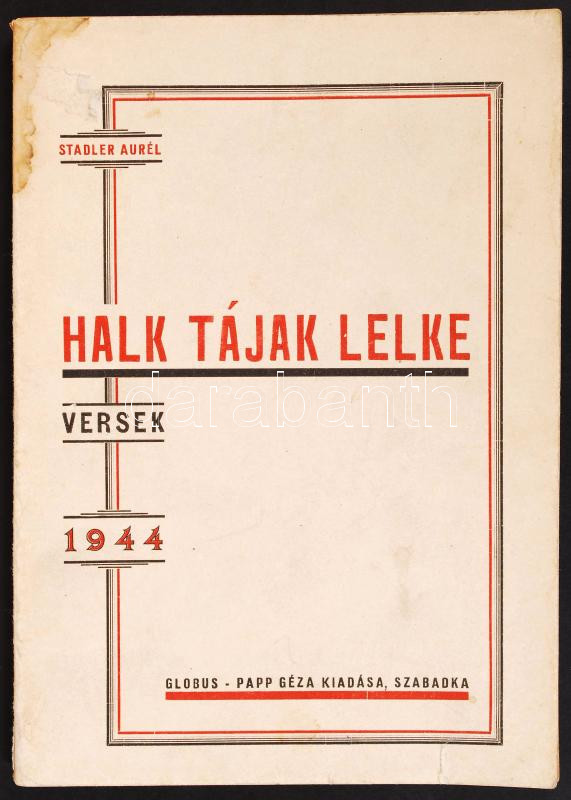 STADLER AURÉL
HALK TÁJAK LELKE
darabanth
VERSEK
1944
GLOBUS - PAPP GÉZA KIADÁSA, SZABADKA